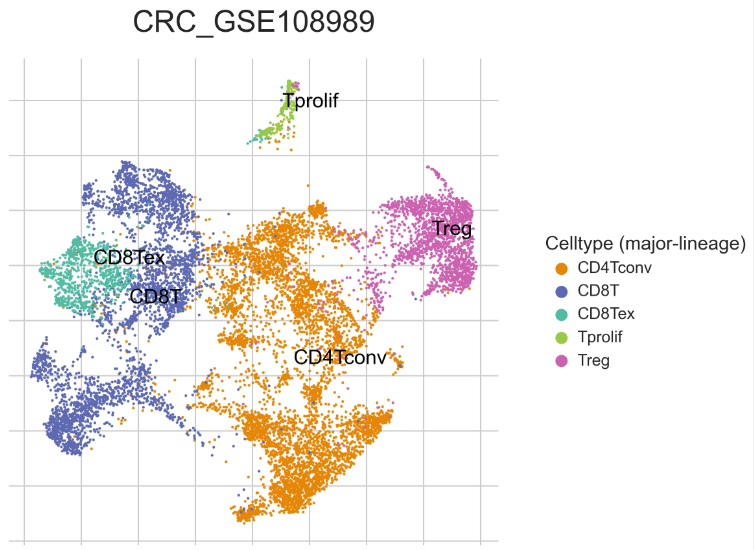 CRC_GSE108989
Tprolif
Treg
CD8Tex
CD8T
CD4Tconv
Celltype (major-lineage)
CD4Tconv
CD8T
CD8Tex
Tprolif
Treg